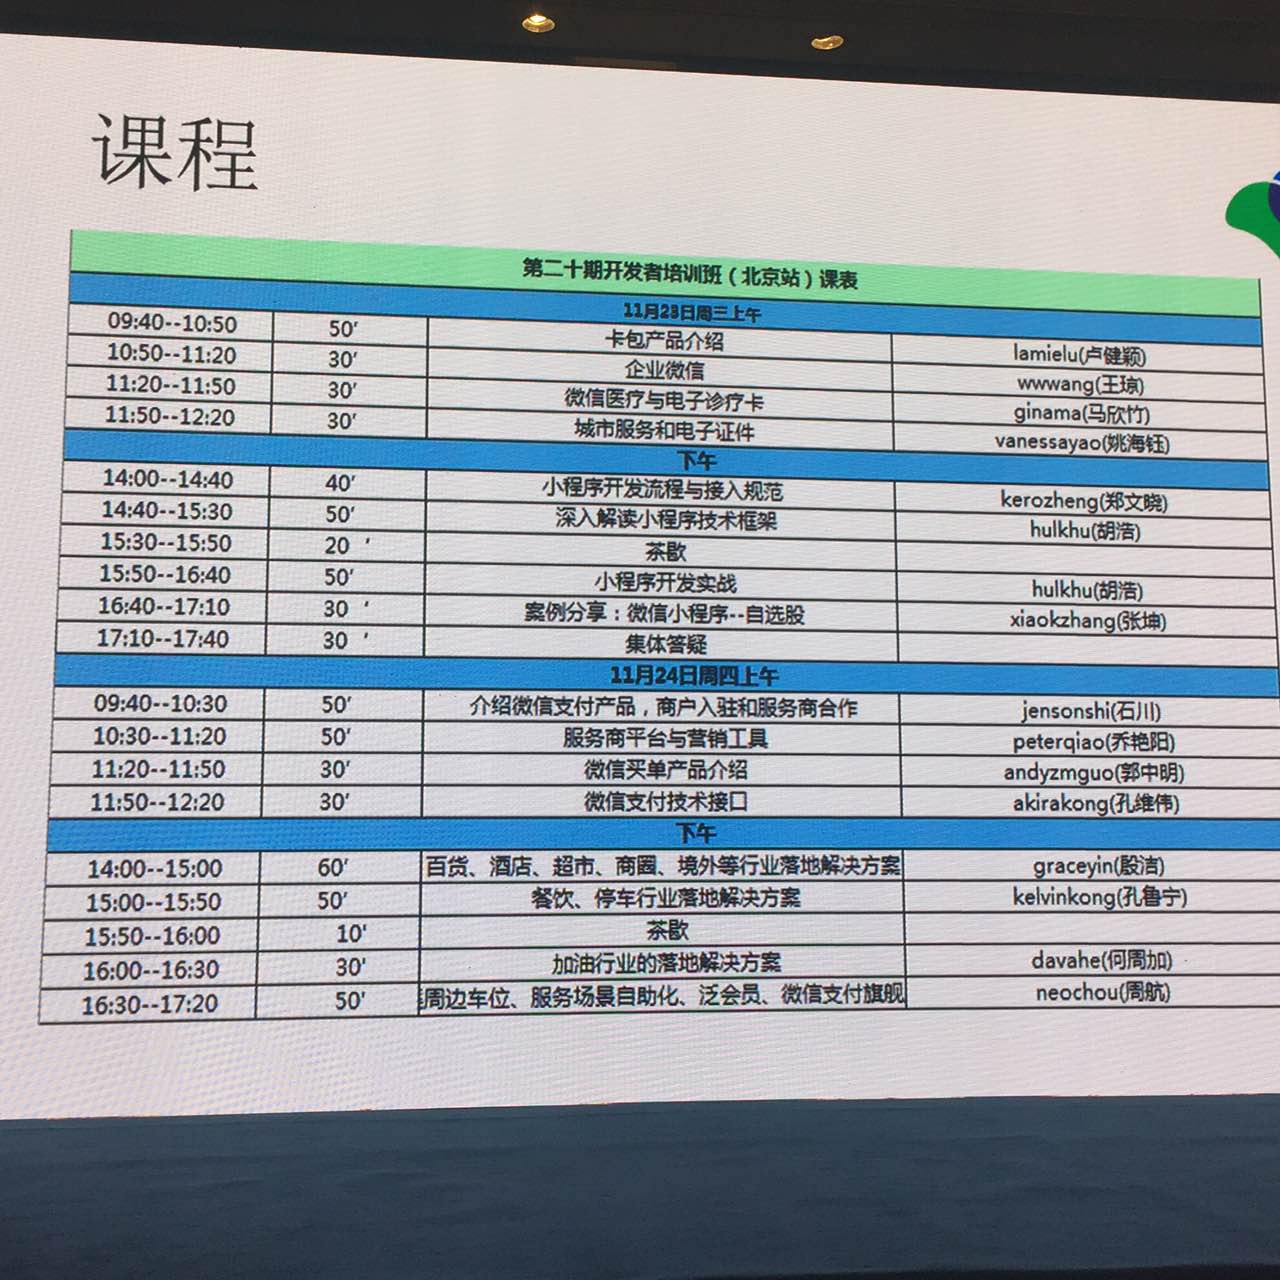 课程
第二十期开发者培训班（北京站）课表
11月23日周三上午
09:40--10:50 50′ 卡包产品介绍 lamielu(卢健颖)
10:50--11:20 30′ 企业微信 wwwang(王琼)
11:20--11:50 30′ 微信医疗与电子诊疗卡 ginama(马欣竹)
11:50--12:20 30′ 城市服务和电子证件 vanessayao(姚海钰)
下午
14:00--14:40 40′ 小程序开发流程与接入规范 kerozheng(郑文晓)
14:40--15:30 50′ 深入解读小程序技术框架 hulkhu(胡浩)
15:30--15:50 20 ′ 茶歇
15:50--16:40 50′ 小程序开发实战 hulkhu(胡浩)
16:40--17:10 30 ′ 案例分享：微信小程序--自选股 xiaokzhang(张坤)
17:10--17:40 30 ′ 集体答疑
11月24日周四上午
09:40--10:30 50′ 介绍微信支付产品，商户入驻和服务商合作 jensonshi(石川)
10:30--11:20 50′ 服务商平台与营销工具 peterqiao(乔艳阳)
11:20--11:50 30′ 微信买单产品介绍 andyzmguo(郭中明)
11:50--12:20 30′ 微信支付技术接口 akirakong(孔维伟)
下午
14:00--15:00 60′ 百货、酒店、超市、商圈、境外等行业落地解决方案 graceyin(殷洁)
15:00--15:50 50′ 餐饮、停车行业落地解决方案 kelvinkong(孔鲁宁)
15:50--16:00 10' 茶歇
16:00--16:30 30' 加油行业的落地解决方案 davahe(何周加)
16:30--17:20 50' 周边车位、服务场景自助化、泛会员、微信支付旗舰 neochou(周航)